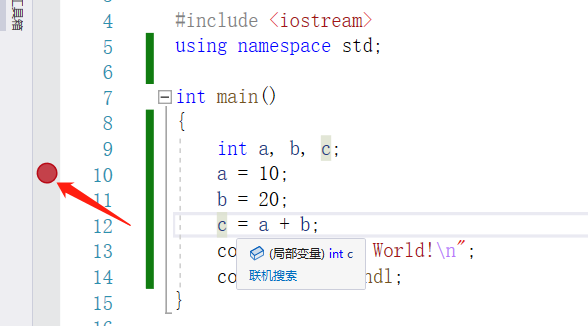 工具箱
4 #include <iostream>
5 using namespace std;
6
7 int main()
8 {
9 int a, b, c;
10 a = 10;
11 b = 20;
12 c = a + b;
13 co World!\n";
14 co ndl;
15 }
(局部变量) int c
联机搜索